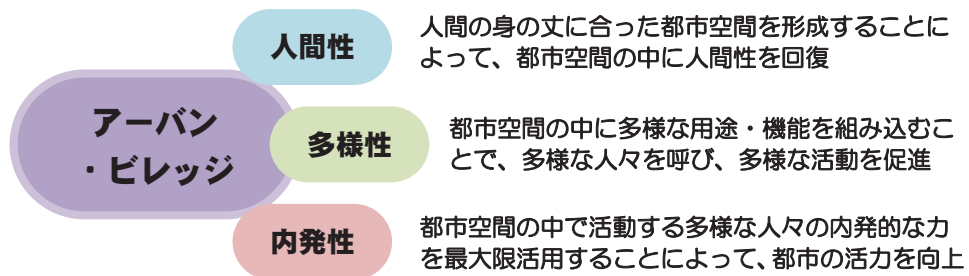 アーバン
・ビレッジ
人間性
人間の身の丈に合った都市空間を形成することに
よって、都市空間の中に人間性を回復
多様性
都市空間の中に多様な用途・機能を組み込むこ
とで、多様な人々を呼び、多様な活動を促進
内発性
都市空間の中で活動する多様な人々の内発的な力
を最大限活用することによって、都市の活力を向上